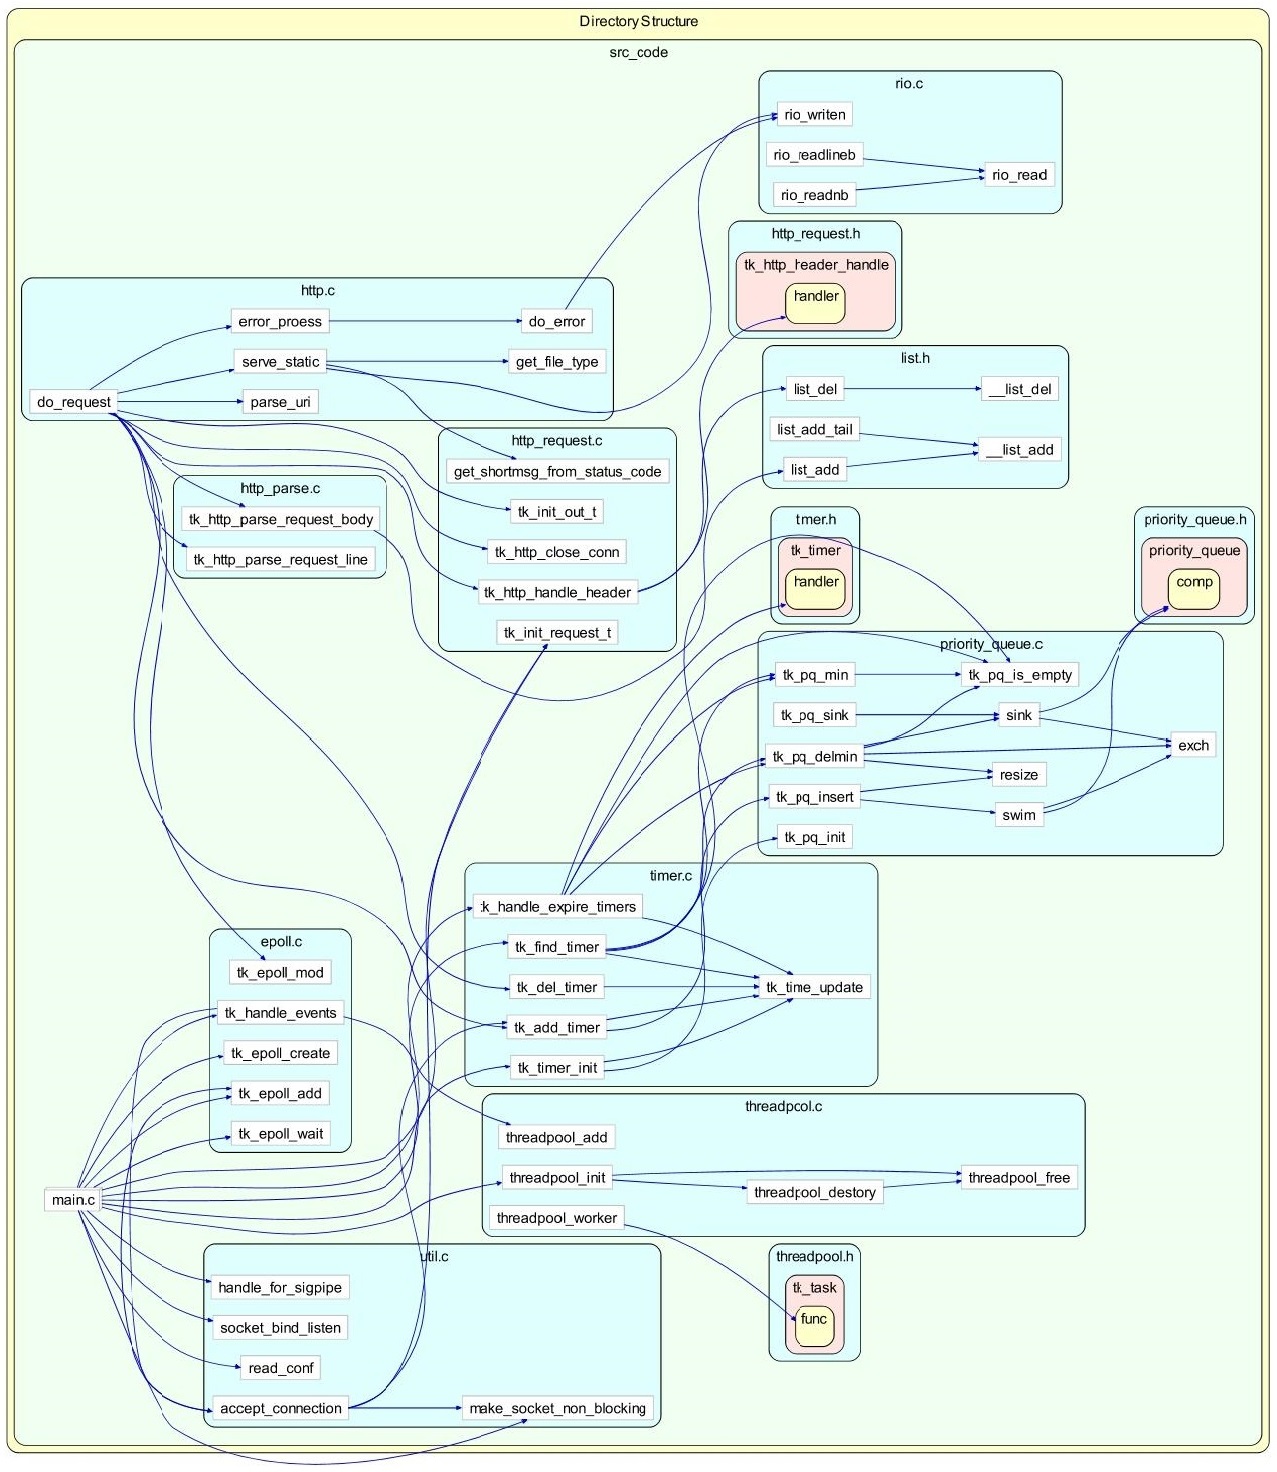 Directory Structure
src_code
rio.c
rio_writen
rio_readlineb
rio_read
rio_readnb
http_request.h
tk_http_header_handle
handler
http.c
error_proess
do_error
serve_static
get_file_type
do_request
parse_uri
list.h
list_del
__list_del
list_add_tail
__list_add
list_add
http_request.c
get_shortmsg_from_status_code
tk_init_out_t
tk_http_close_conn
tk_http_handle_header
tk_init_request_t
http_parse.c
tk_http_parse_request_body
tk_http_parse_request_line
timer.h
tk_timer
handler
priority_queue.h
priority_queue
comp
priority_queue.c
tk_pq_min
tk_pq_is_empty
tk_pq_sink
sink
exch
tk_pq_delmin
resize
tk_pq_insert
swim
tk_pq_init
timer.c
tk_handle_expire_timers
tk_find_timer
tk_del_timer
tk_time_update
tk_add_timer
tk_timer_init
epoll.c
tk_epoll_mod
tk_handle_events
tk_epoll_create
tk_epoll_add
tk_epoll_wait
threadpool.c
threadpool_add
threadpool_init
threadpool_free
threadpool_destory
threadpool_worker
main.c
util.c
handle_for_sigpipe
socket_bind_listen
read_conf
accept_connection
make_socket_non_blocking
threadpool.h
tk_task
func